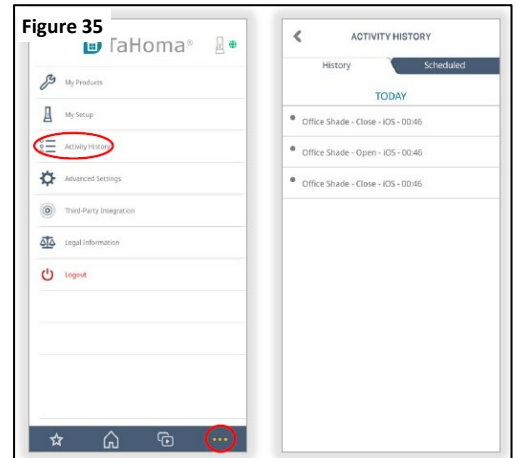 Figure 35
TaHoma®
My Products
My Setup
Activity History
Advanced Settings
Third-Party Integration
Legal Information
Logout
ACTIVITY HISTORY
History
Scheduled
TODAY
Office Shade - Close - iOS - 00:46
Office Shade - Open - iOS - 00:46
Office Shade - Close - iOS - 00:46